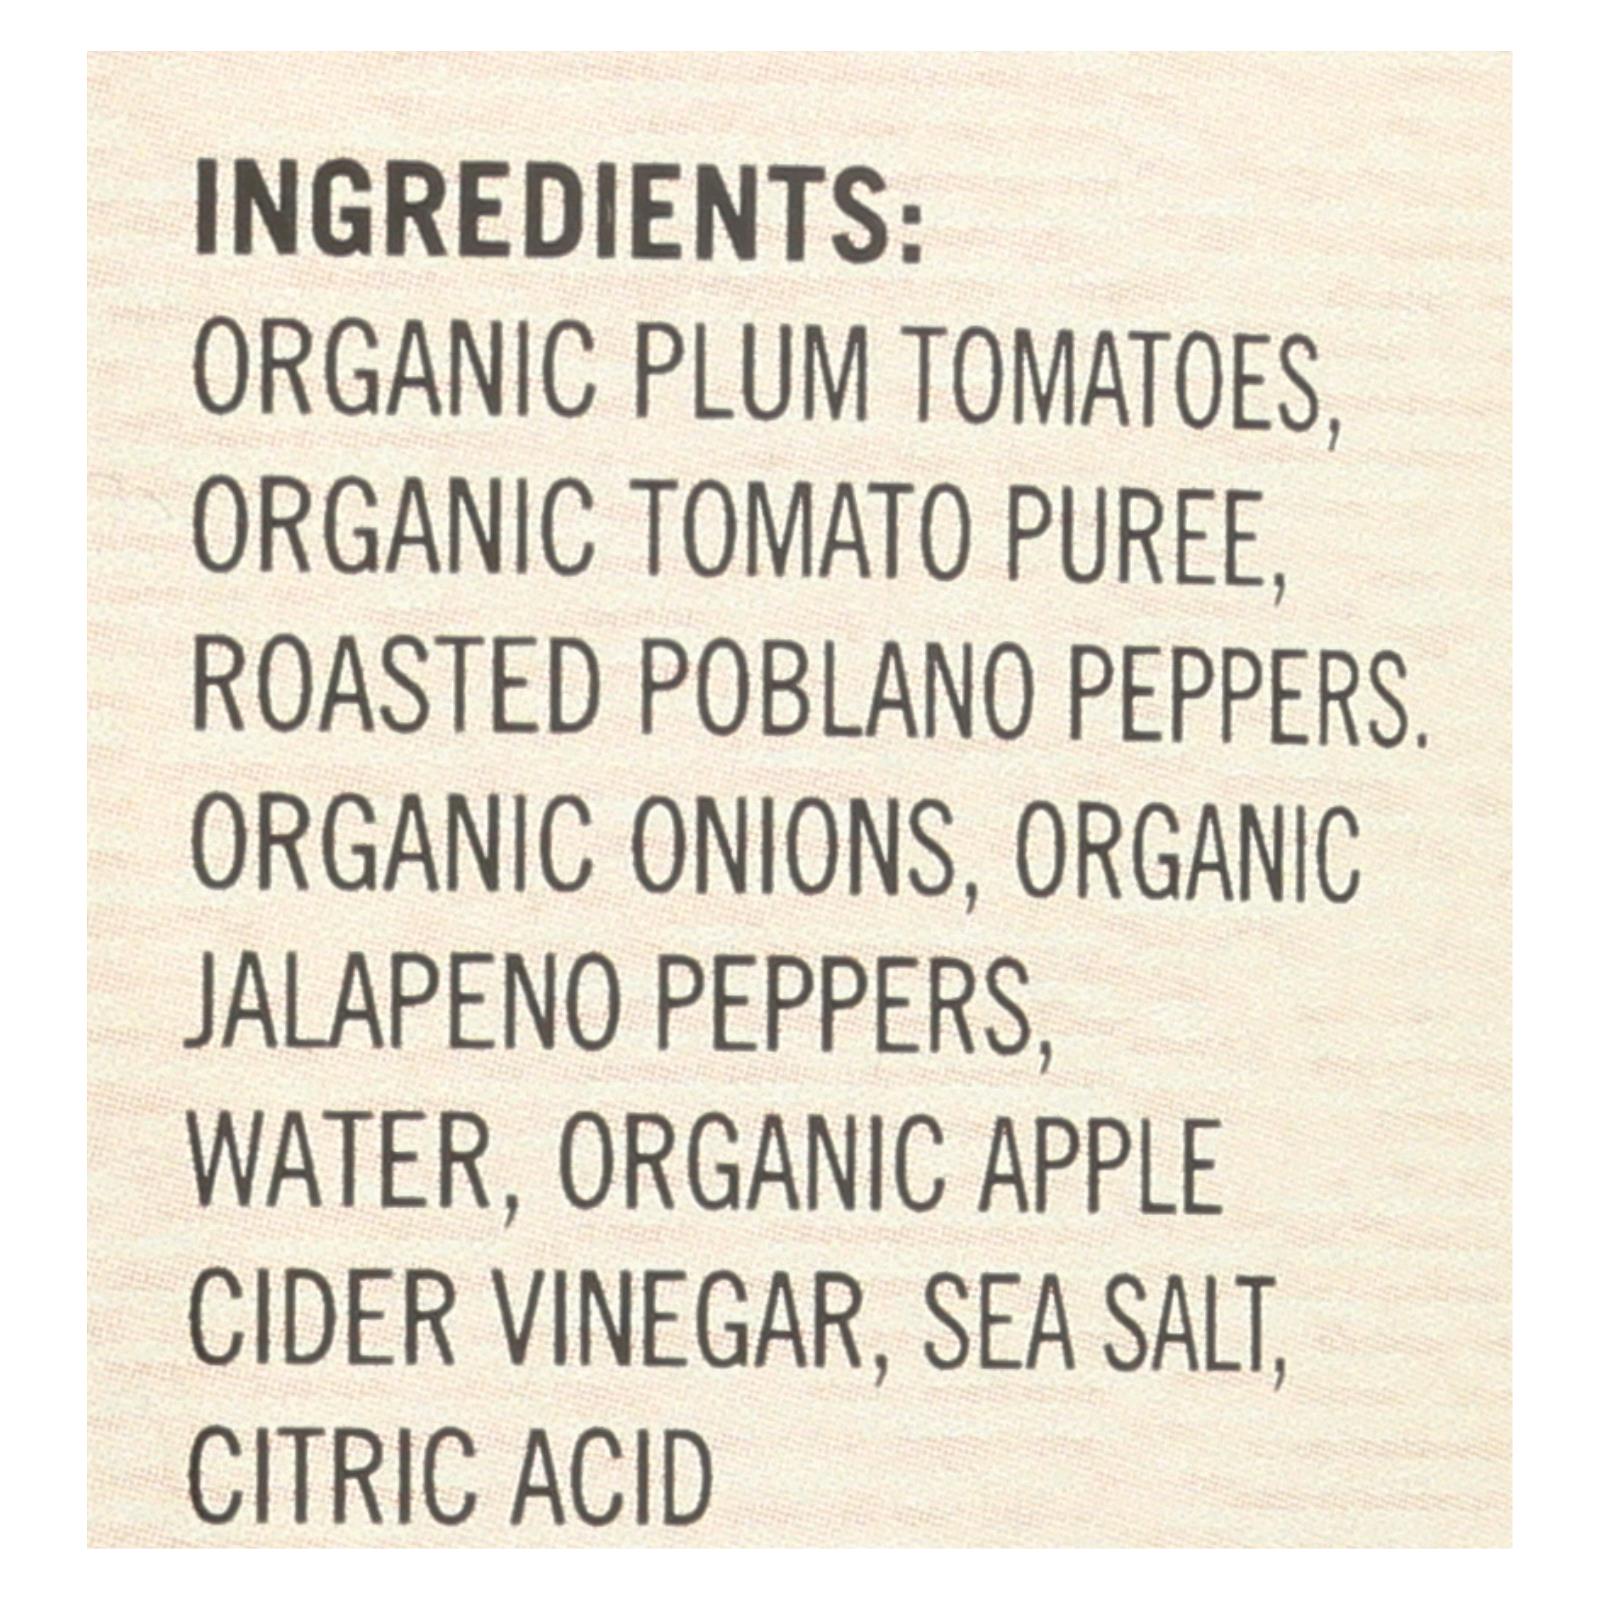 INGREDIENTS:
ORGANIC PLUM TOMATOES,
ORGANIC TOMATO PUREE,
ROASTED POBLANO PEPPERS.
ORGANIC ONIONS, ORGANIC
JALAPENO PEPPERS,
WATER, ORGANIC APPLE
CIDER VINEGAR, SEA SALT,
CITRIC ACID